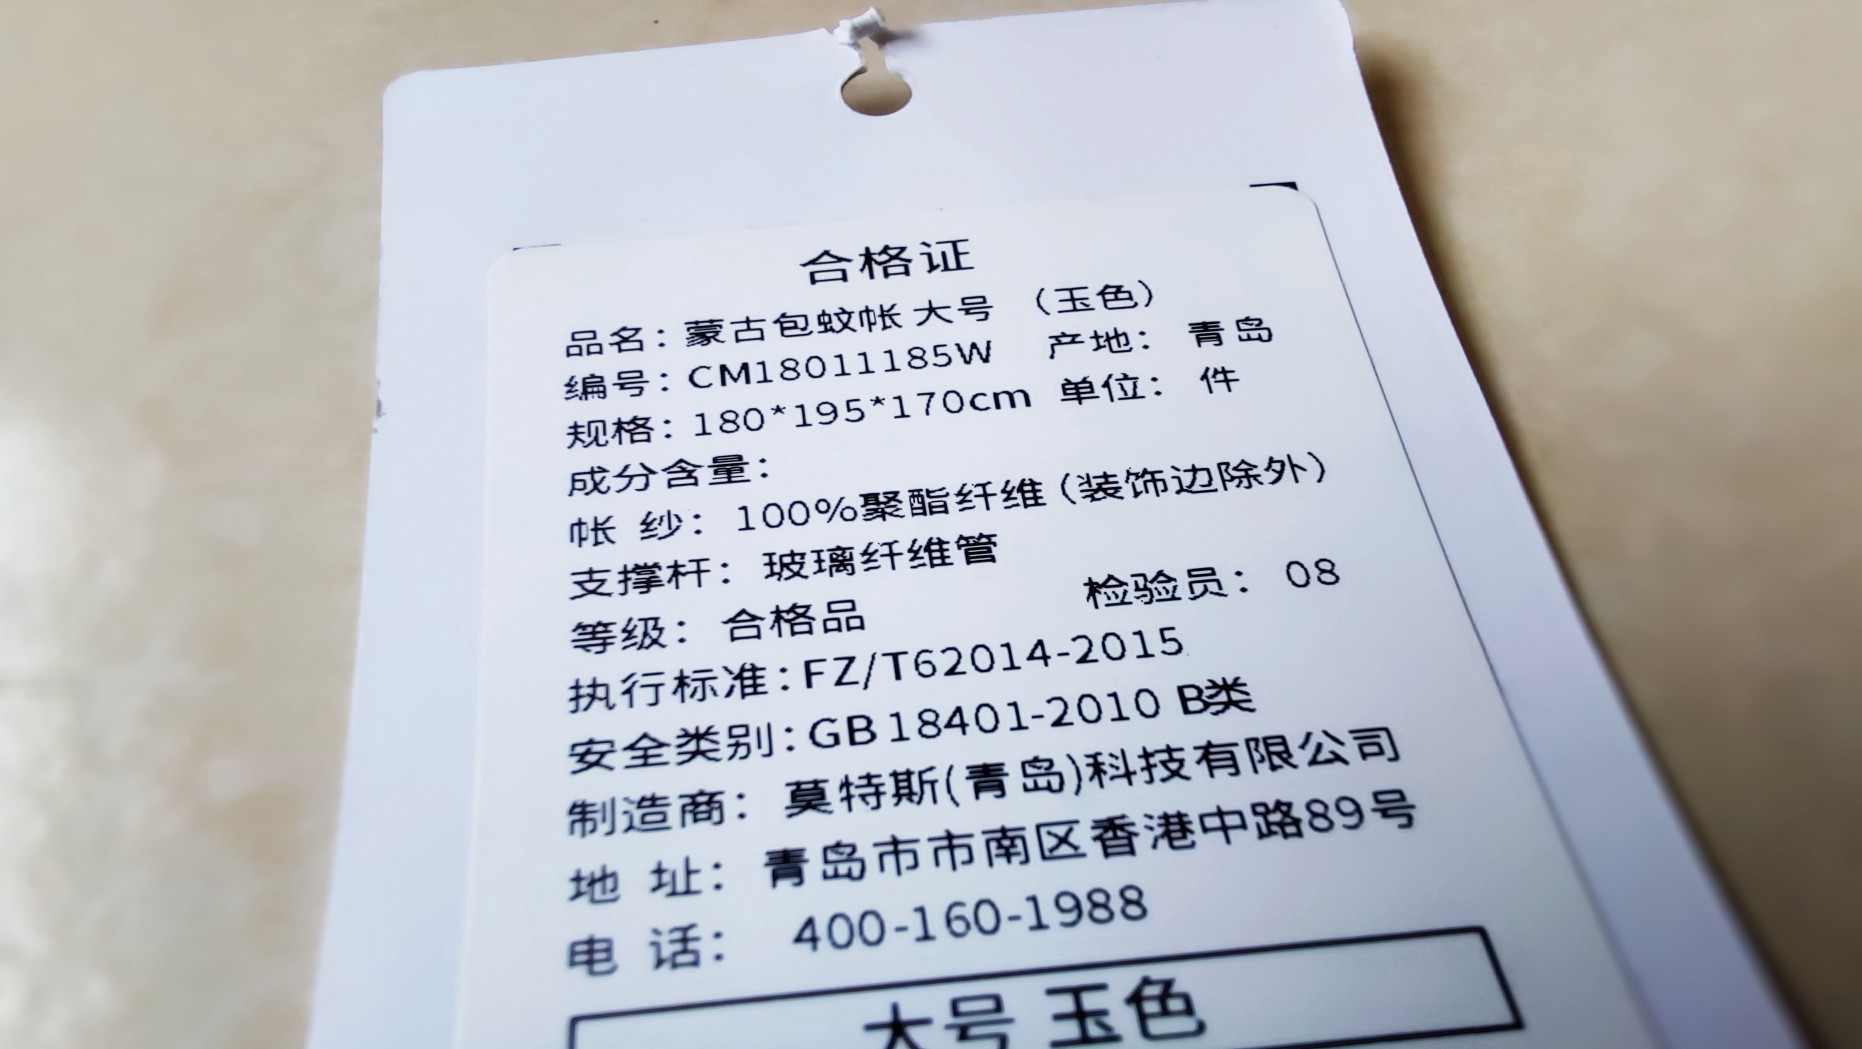 合格证
品名：蒙古包蚊帐 大号 （玉色）
编号：CM18011185W 产地： 青岛
规格：180*195*170cm 单位： 件
成分含量：
帐 纱： 100%聚酯纤维（装饰边除外）
支撑杆： 玻璃纤维管
等级： 合格品 检验员： 08
执行标准：FZ/T62014-2015
安全类别：GB18401-2010 B类
制造商： 莫特斯(青岛)科技有限公司
地 址： 青岛市市南区香港中路89号
电 话： 400-160-1988
大号 玉色